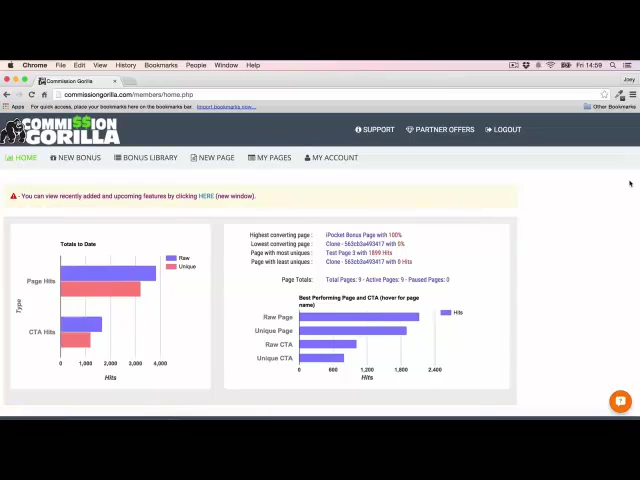 Chrome File Edit View History Bookmarks People Window Help
Fri 14:59
Commission Gorilla
Joey
commissiongorilla.com/members/home.php
Apps For quick access, place your bookmarks here on the bookmarks bar. Import bookmarks now... Other Bookmarks
COMMI$$ION
GORILLA
SUPPORT PARTNER OFFERS LOGOUT
HOME NEW BONUS BONUS LIBRARY NEW PAGE MY PAGES MY ACCOUNT
- You can view recently added and upcoming features by clicking HERE (new window).
Totals to Date
Raw
Unique
Page Hits
CTA Hits
Type
0 1,000 2,000 3,000 4,000
Hits
Highest converting page : iPocket Bonus Page with 100%
Lowest converting page : Clone - 563cb3a493417 with 0%
Page with most uniques : Test Page 3 with 1899 Hits
Page with least uniques : Clone - 563cb3a493417 with 0 Hits
Page Totals: Total Pages: 9 - Active Pages: 9 - Paused Pages: 0
Best Performing Page and CTA (hover for page
name)
Hits
Raw Page
Unique Page
Raw CTA
Unique CTA
0 600 1,200 1,800 2,400
Hits